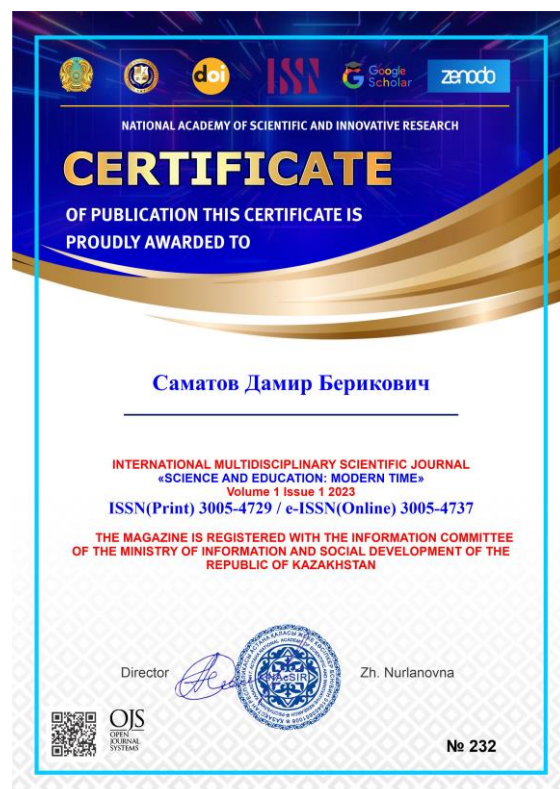 doi
ISSN
Google Scholar
zenodo
NATIONAL ACADEMY OF SCIENTIFIC AND INNOVATIVE RESEARCH
CERTIFICATE
OF PUBLICATION THIS CERTIFICATE IS
PROUDLY AWARDED TO
Саматов Дамир Берикович
INTERNATIONAL MULTIDISCIPLINARY SCIENTIFIC JOURNAL
«SCIENCE AND EDUCATION: MODERN TIME»
Volume 1 Issue 1 2023
ISSN(Print) 3005-4729 / e-ISSN(Online) 3005-4737
THE MAGAZINE IS REGISTERED WITH THE INFORMATION COMMITTEE
OF THE MINISTRY OF INFORMATION AND SOCIAL DEVELOPMENT OF THE
REPUBLIC OF KAZAKHSTAN
Director
Zh. Nurlanovna
OJS
OPEN
JOURNAL
SYSTEMS
№ 232